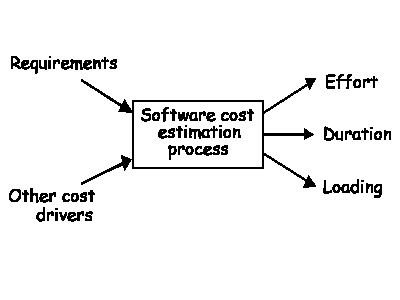 Requirements
Other cost
drivers
Software cost
estimation
process
Effort
Duration
Loading